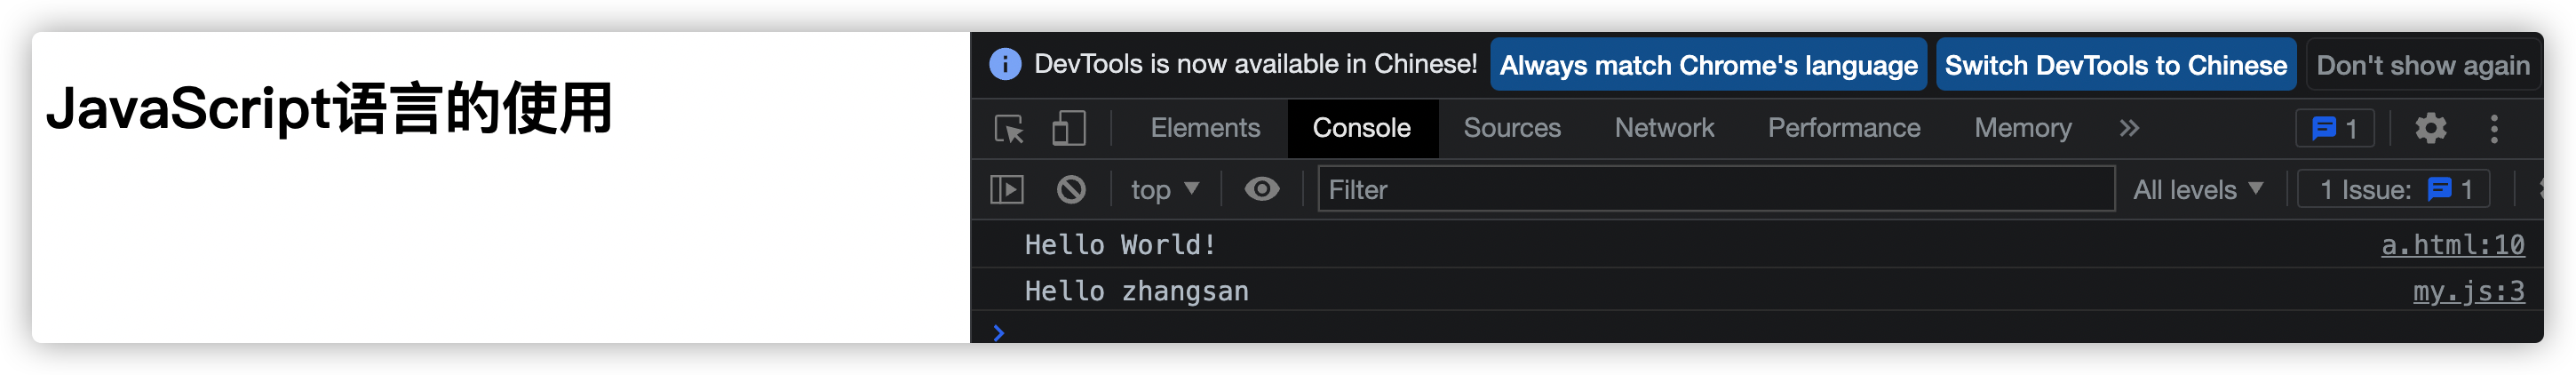 JavaScript语言的使用
DevTools is now available in Chinese! Always match Chrome's language Switch DevTools to Chinese Don't show again
Elements Console Sources Network Performance Memory » 1
top Filter All levels 1 Issue: 1
Hello World! a.html:10
Hello zhangsan my.js:3